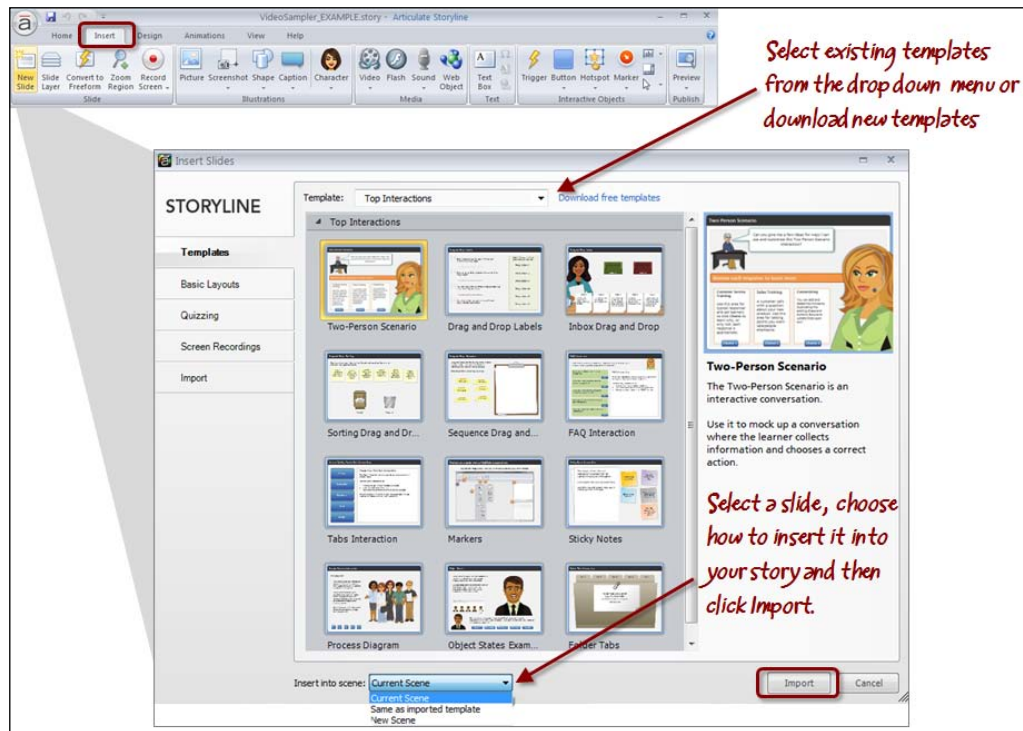 VideoSampler_EXAMPLE.story - Articulate Storyline
Home Insert Design Animations View Help
New Slide
Slide Layer
Convert to Freeform
Zoom Region
Record Screen
Picture Screenshot Shape Caption Character
Video Flash Sound Web Object
Text Box
Trigger Button Hotspot Marker
Preview
Slide Illustrations Media Text Interactive Objects Publish
Select existing templates
from the drop down menu or
download new templates
Insert Slides
STORYLINE
Templates
Basic Layouts
Quizzing
Screen Recordings
Import
Template: Top Interactions Download free templates
Top Interactions
Two-Person Scenario Drag and Drop Labels Inbox Drag and Drop
Sorting Drag and Dr... Sequence Drag and... FAQ Interaction
Tabs Interaction Markers Sticky Notes
Process Diagram Object States Exam... Folder Tabs
Two-Person Scenario
The Two-Person Scenario is an
interactive conversation.
Use it to mock up a conversation
where the learner collects
information and chooses a correct
action.
Select a slide, choose
how to insert it into
your story and then
click Import.
Insert into scene: Current Scene
Current Scene
Same as imported template
New Scene
Import Cancel